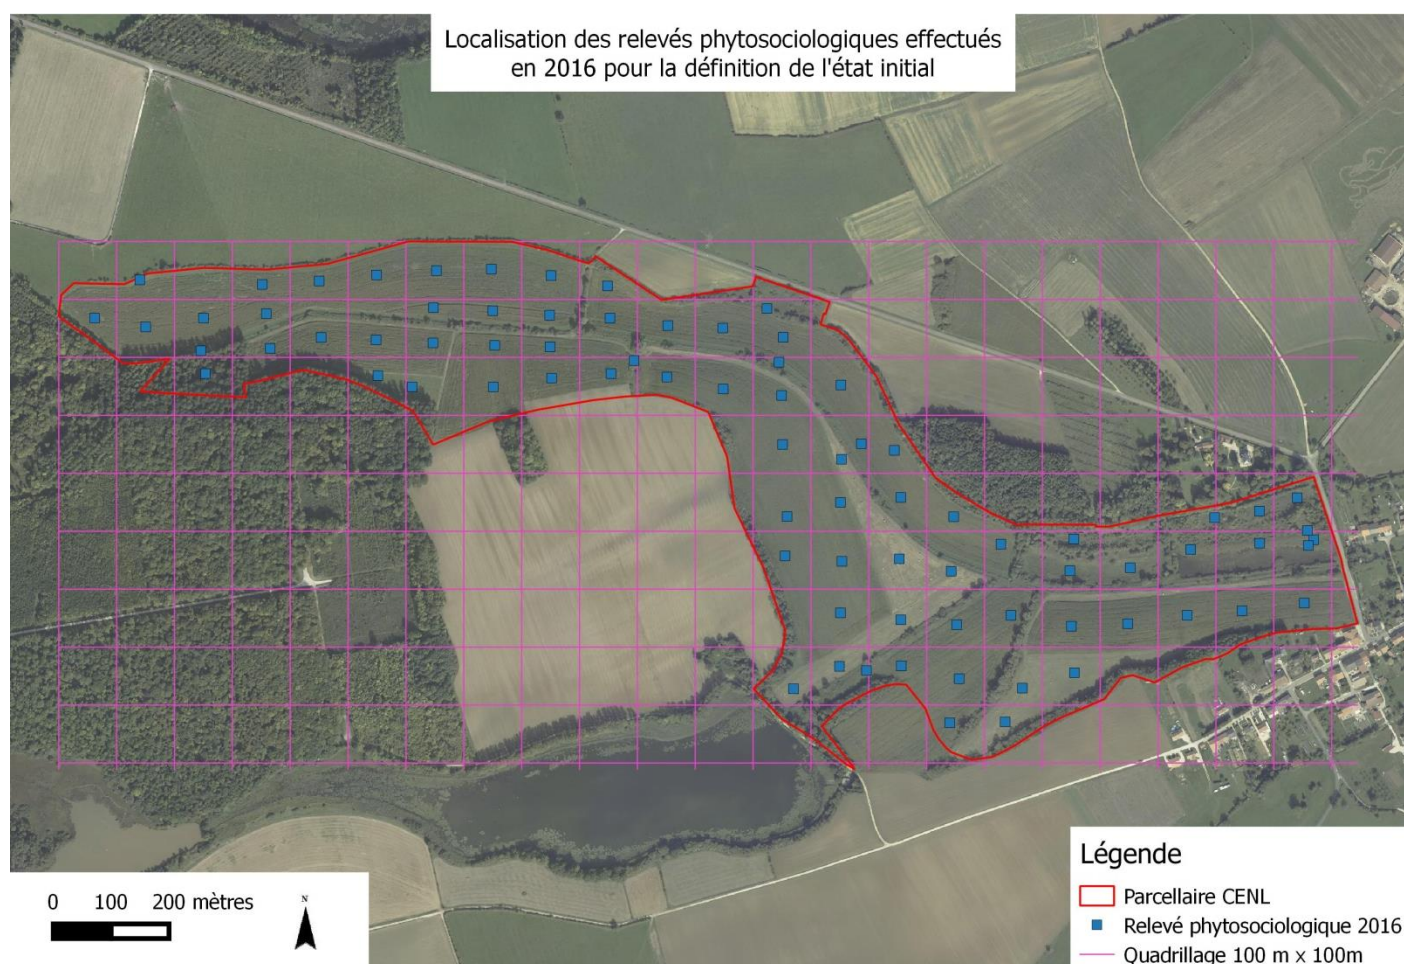 Localisation des relevés phytosociologiques effectués
en 2016 pour la définition de l'état initial
0 100 200 mètres
N
Légende
Parcellaire CENL
Relevé phytosociologique 2016
Quadrillage 100 m x 100m